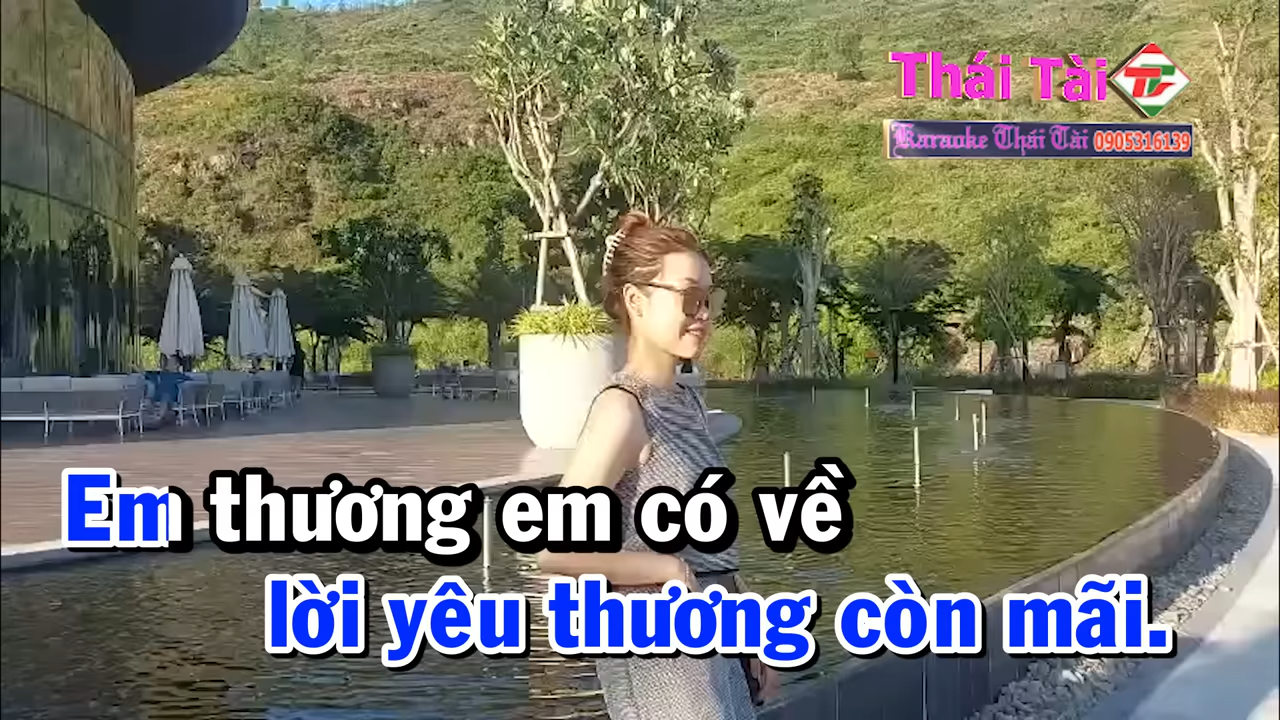 Thái Tài
Karaoke Thái Tài 0905316139
Em thương em có về
lời yêu thương còn mãi.